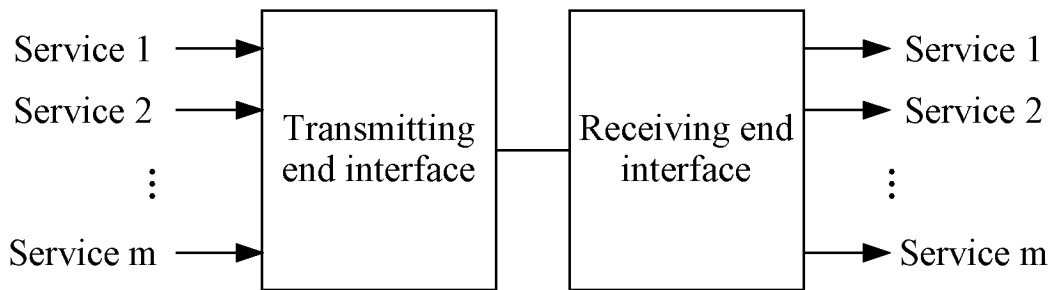 Service 1
Service 2
⋮
Service m
Transmitting
end interface
Receiving end
interface
Service 1
Service 2
⋮
Service m